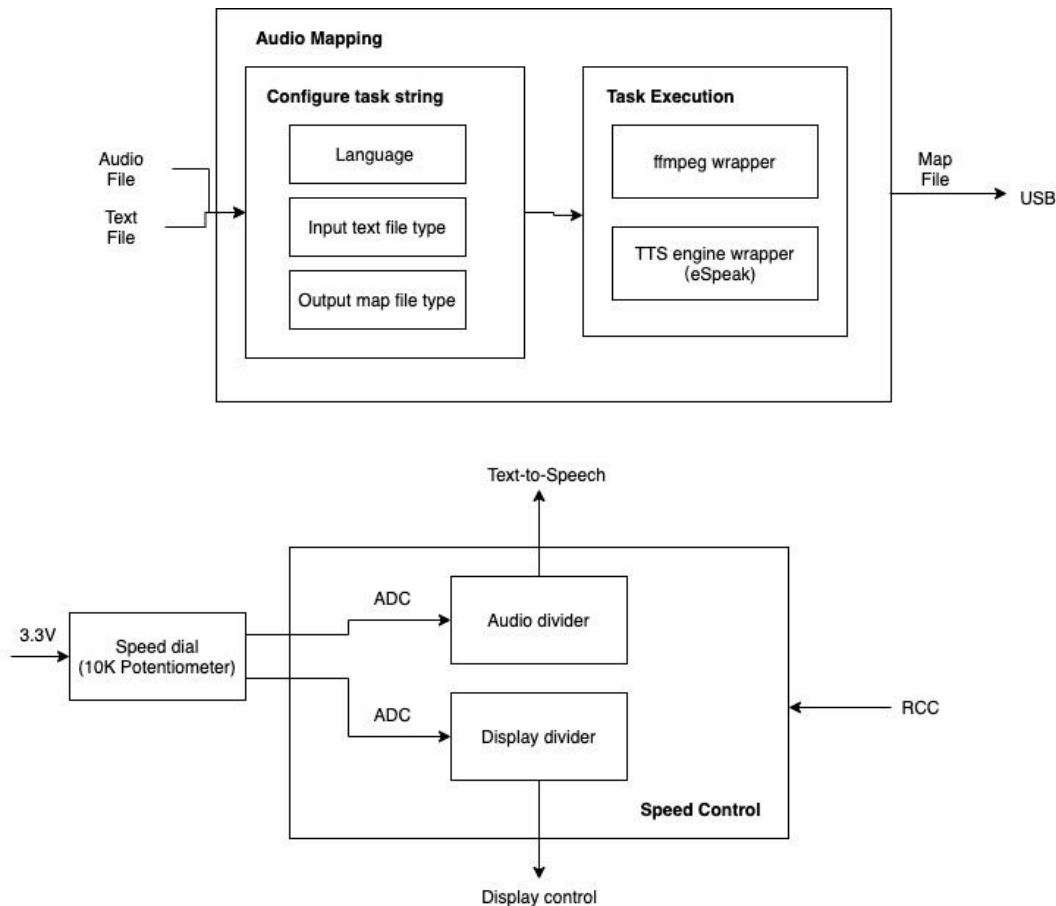 Audio Mapping
Configure task string
Language
Input text file type
Output map file type
Task Execution
ffmpeg wrapper
TTS engine wrapper
(eSpeak)
Audio
File
Text
File
Map
File
USB
Text-to-Speech
3.3V
Speed dial
(10K Potentiometer)
ADC
Audio divider
ADC
Display divider
RCC
Speed Control
Display control